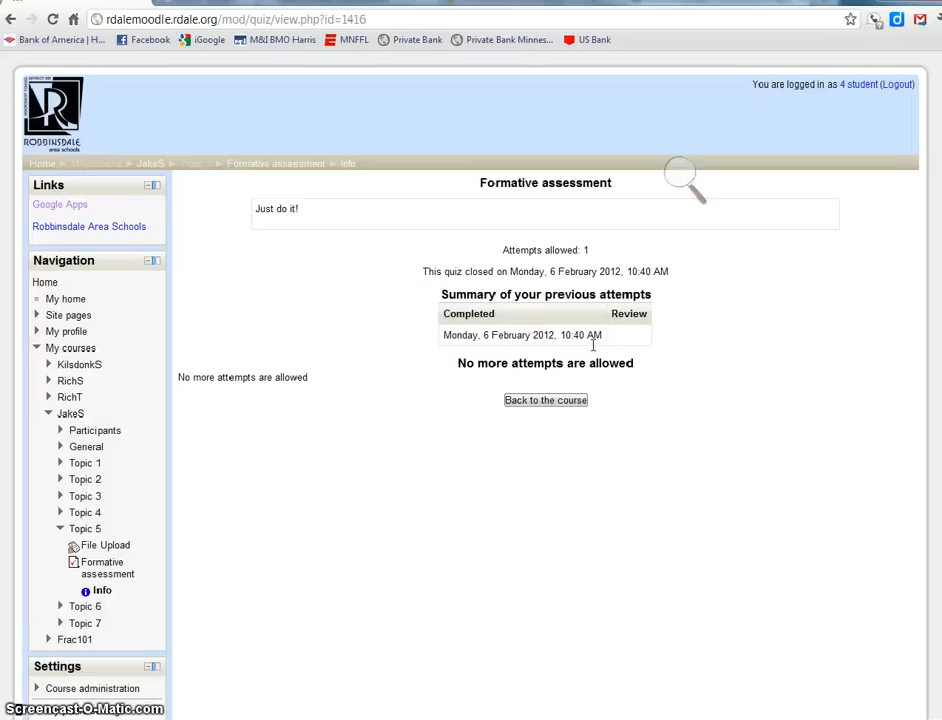 rdalemoodle.rdale.org/mod/quiz/view.php?id=1416
Bank of America | H... Facebook iGoogle M&I BMO Harris MNFFL Private Bank Private Bank Minnes... US Bank
ROBBINSDALE
area schools
You are logged in as 4 student (Logout)
Home ► My courses ► JakeS ► Topic 5 ► Formative assessment ► Info
Links
Google Apps
Robbinsdale Area Schools
Navigation
Home
My home
Site pages
My profile
My courses
KilsdonkS
RichS
RichT
JakeS
Participants
General
Topic 1
Topic 2
Topic 3
Topic 4
Topic 5
File Upload
Formative
assessment
Info
Topic 6
Topic 7
Frac101
Settings
Course administration
Formative assessment
Just do it!
Attempts allowed: 1
This quiz closed on Monday, 6 February 2012, 10:40 AM
Summary of your previous attempts
Completed Review
Monday, 6 February 2012, 10:40 AM
No more attempts are allowed
No more attempts are allowed
Back to the course
Screencast-O-Matic.com